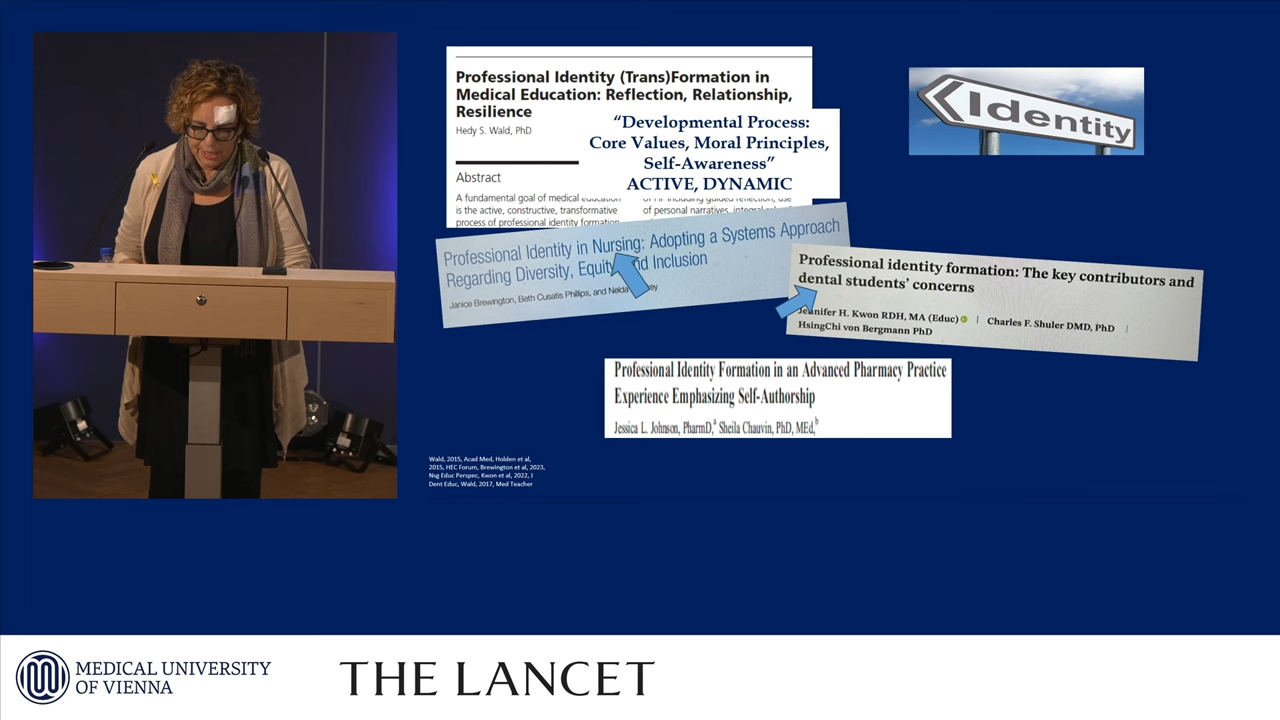 Professional Identity (Trans)Formation in
Medical Education: Reflection, Relationship,
Resilience
Hedy S. Wald, PhD
Abstract
A fundamental goal of medical education
is the active, constructive, transformative
process of professional identity formation
use
of personal narratives,
“Developmental Process:
Core Values, Moral Principles,
Self-Awareness”
ACTIVE, DYNAMIC
Identity
Professional Identity in Nursing: Adopting a Systems Approach
Regarding Diversity, Equity and Inclusion
Janice Brewington, Beth Cusatis Phillips, and Nelda
Professional identity formation: The key contributors and
dental students’ concerns
Jennifer H. Kwon RDH, MA (Educ) | Charles F. Shuler DMD, PhD |
HsingChi von Bergmann PhD
Professional Identity Formation in an Advanced Pharmacy Practice
Experience Emphasizing Self-Authorship
Jessica L. Johnson, PharmD,a Sheila Chauvin, PhD, MEd,b
Wald, 2015, Acad Med, Holden et al,
2015, HEC Forum, Brewington et al, 2023,
Nsg Educ Perspec, Kwon et al, 2022, J
Dent Educ, Wald, 2017, Med Teacher
MEDICAL UNIVERSITY
OF VIENNA
THE LANCET